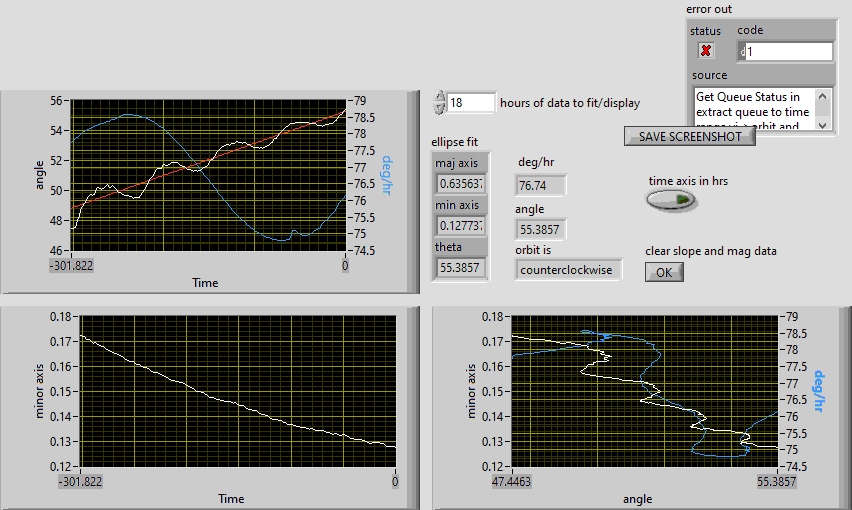 error out
status
code
d1
source
Get Queue Status in
extract queue to time
SAVE SCREENSHOT
18
hours of data to fit/display
ellipse fit
maj axis
0.635637
min axis
0.127737
theta
55.3857
deg/hr
76.74
angle
55.3857
orbit is
counterclockwise
time axis in hrs
clear slope and mag data
OK
56
54
52
50
48
46
angle
79
78.5
78
77.5
77
76.5
76
75.5
75
74.5
deg/hr
-301.822
0
Time
0.18
0.17
0.16
0.15
0.14
0.13
0.12
minor axis
-301.822
0
Time
0.18
0.17
0.16
0.15
0.14
0.13
0.12
minor axis
79
78.5
78
77.5
77
76.5
76
75.5
75
74.5
deg/hr
47.4463
55.3857
angle